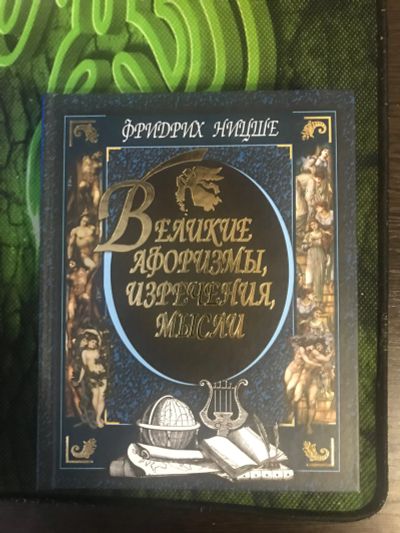 Фридрих Ницше
Великие
афоризмы,
изречения,
мысли